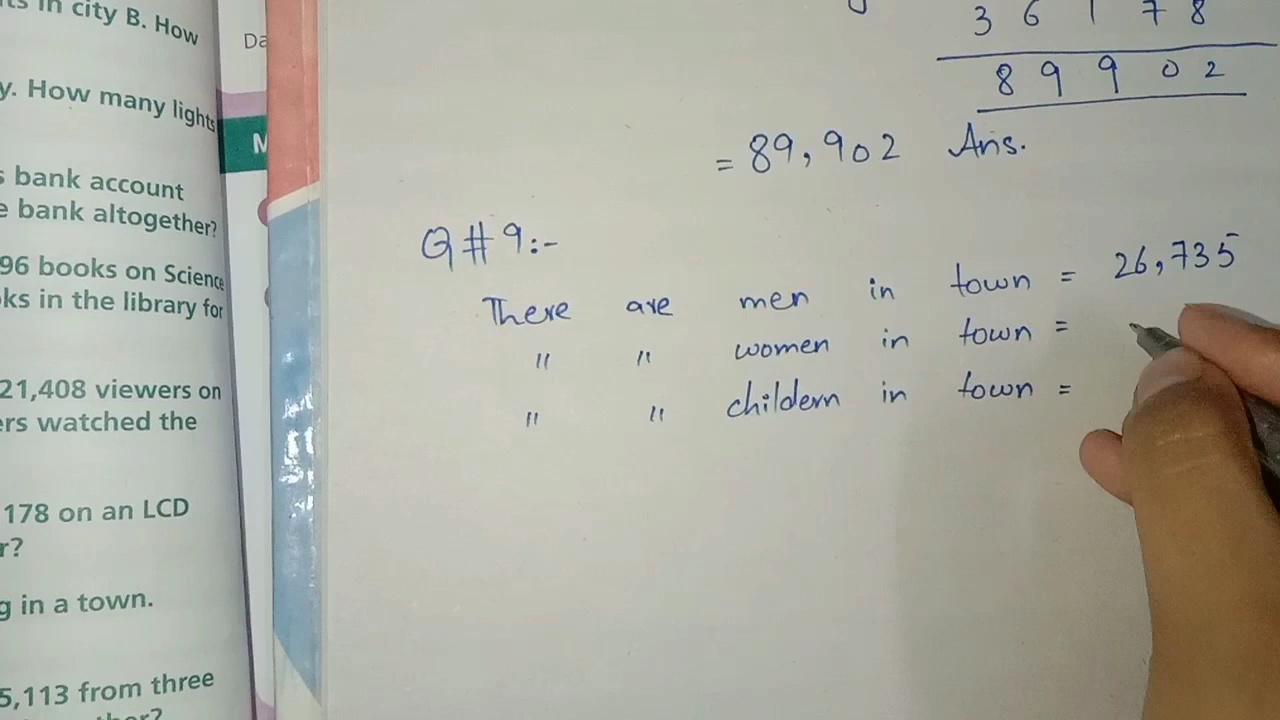 in city B. How
y. How many lights
s bank account
e bank altogether?
96 books on Science
ks in the library for
21,408 viewers on
ers watched the
178 on an LCD
r?
g in a town.
5,113 from three
Da
M
3 6 1 7 8
8 9 9 0 2
= 89,902 Ans.
Q # 9:-
There are men in town = 26,735
" " women in town =
" " childern in town =